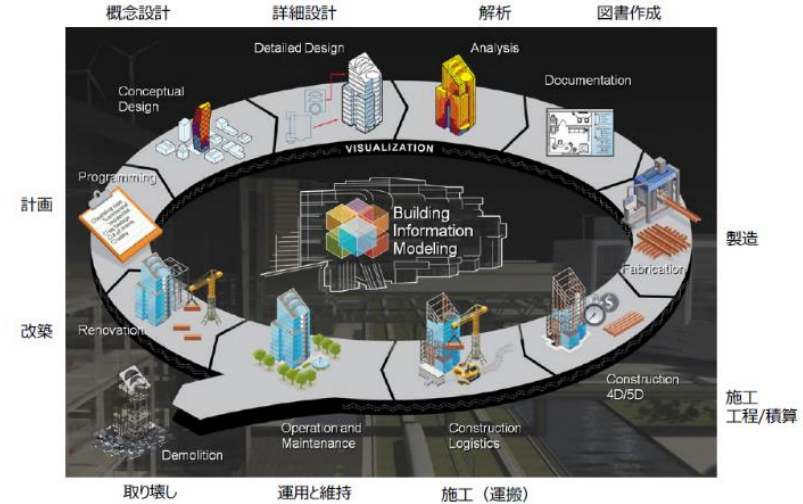 概念設計
詳細設計
解析
図書作成
Detailed Design
Analysis
Conceptual
Design
Documentation
VISUALIZATION
Programming
計画
Building
Information
Modeling
製造
Fabrication
改築
Renovation
Construction
4D/5D
施工
工程/積算
Operation and
Maintenance
Construction
Logistics
Demolition
取り壊し
運用と維持
施工（運搬）